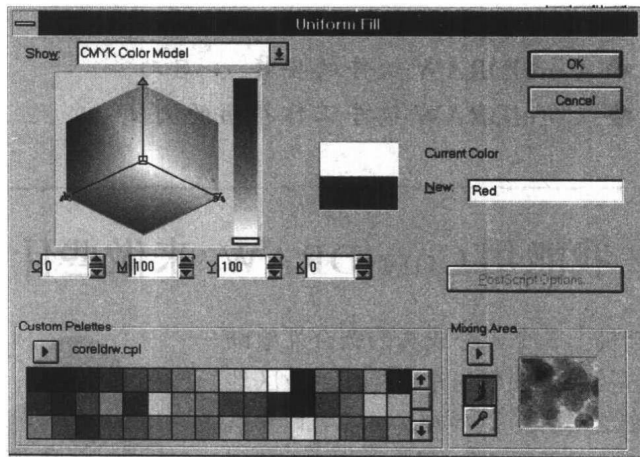 Uniform Fill
Show: CMYK Color Model
OK
Cancel
Current Color
New: Red
C 0 M 100 Y 100 K 0
PostScript Options...
Custom Palettes
coreldrw.cpl
Mixing Area